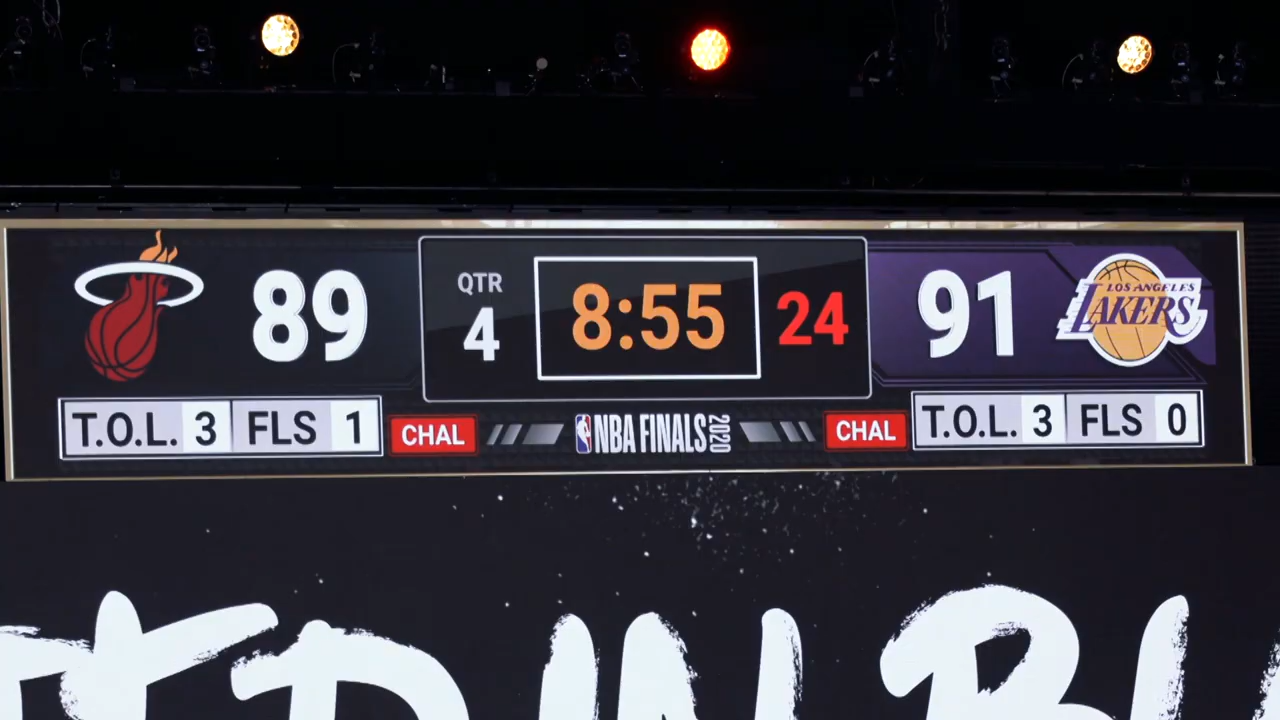 89
QTR
4
8:55
24
91
LOS ANGELES
LAKERS
T.O.L. 3 FLS 1
CHAL
NBA FINALS 2020
CHAL
T.O.L. 3 FLS 0
IN